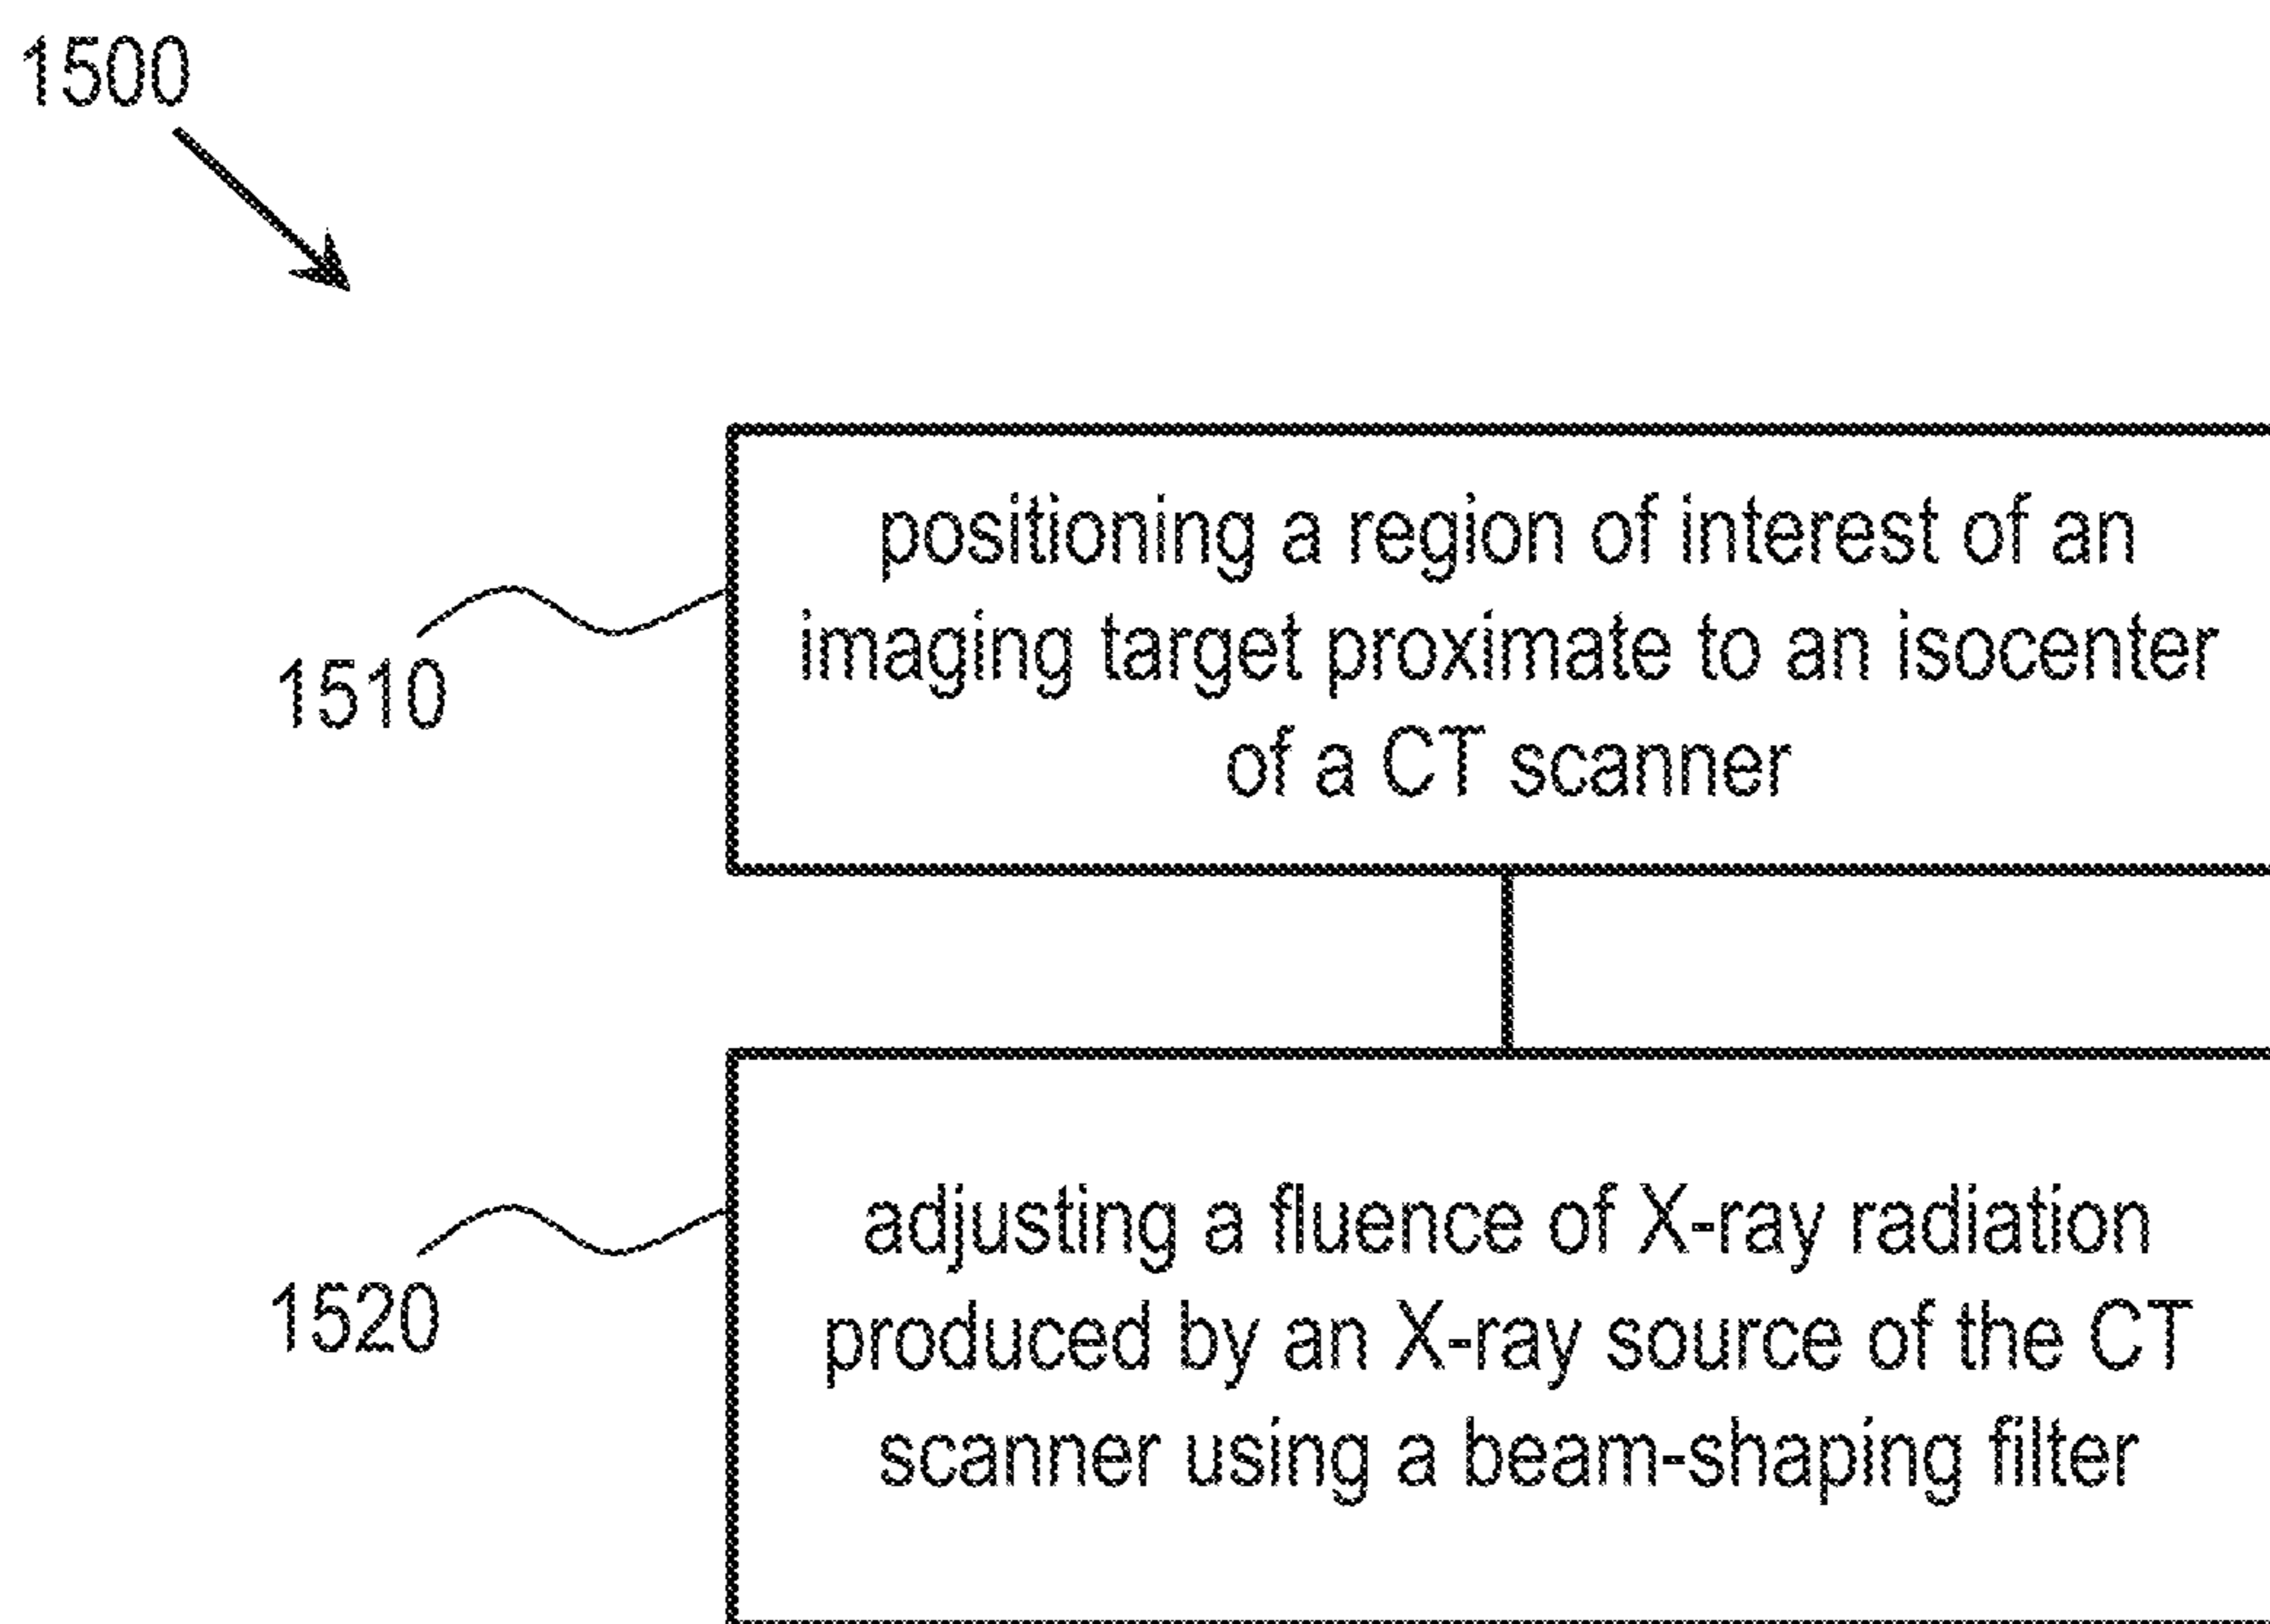 1500
positioning a region of interest of an
imaging target proximate to an isocenter
of a CT scanner
1510
adjusting a fluence of X-ray radiation
produced by an X-ray source of the CT
scanner using a beam-shaping filter
1520